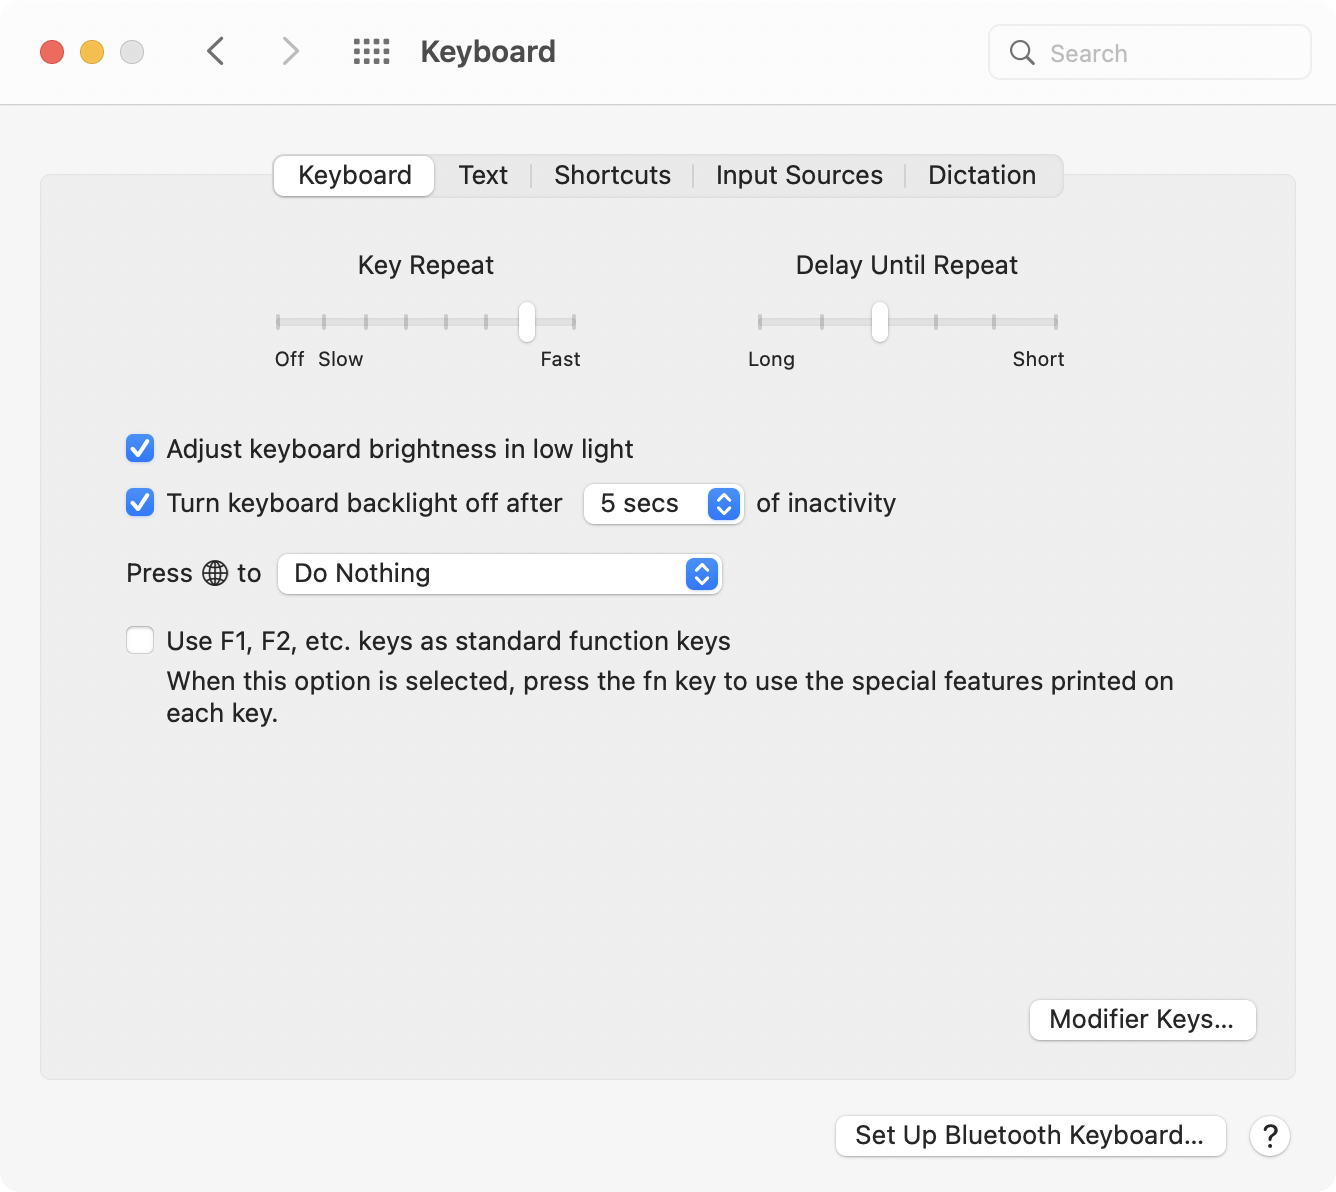 Keyboard
Search
Keyboard Text Shortcuts Input Sources Dictation
Key Repeat
Off Slow Fast
Delay Until Repeat
Long Short
Adjust keyboard brightness in low light
Turn keyboard backlight off after 5 secs of inactivity
Press to Do Nothing
Use F1, F2, etc. keys as standard function keys
When this option is selected, press the fn key to use the special features printed on
each key.
Modifier Keys...
Set Up Bluetooth Keyboard... ?